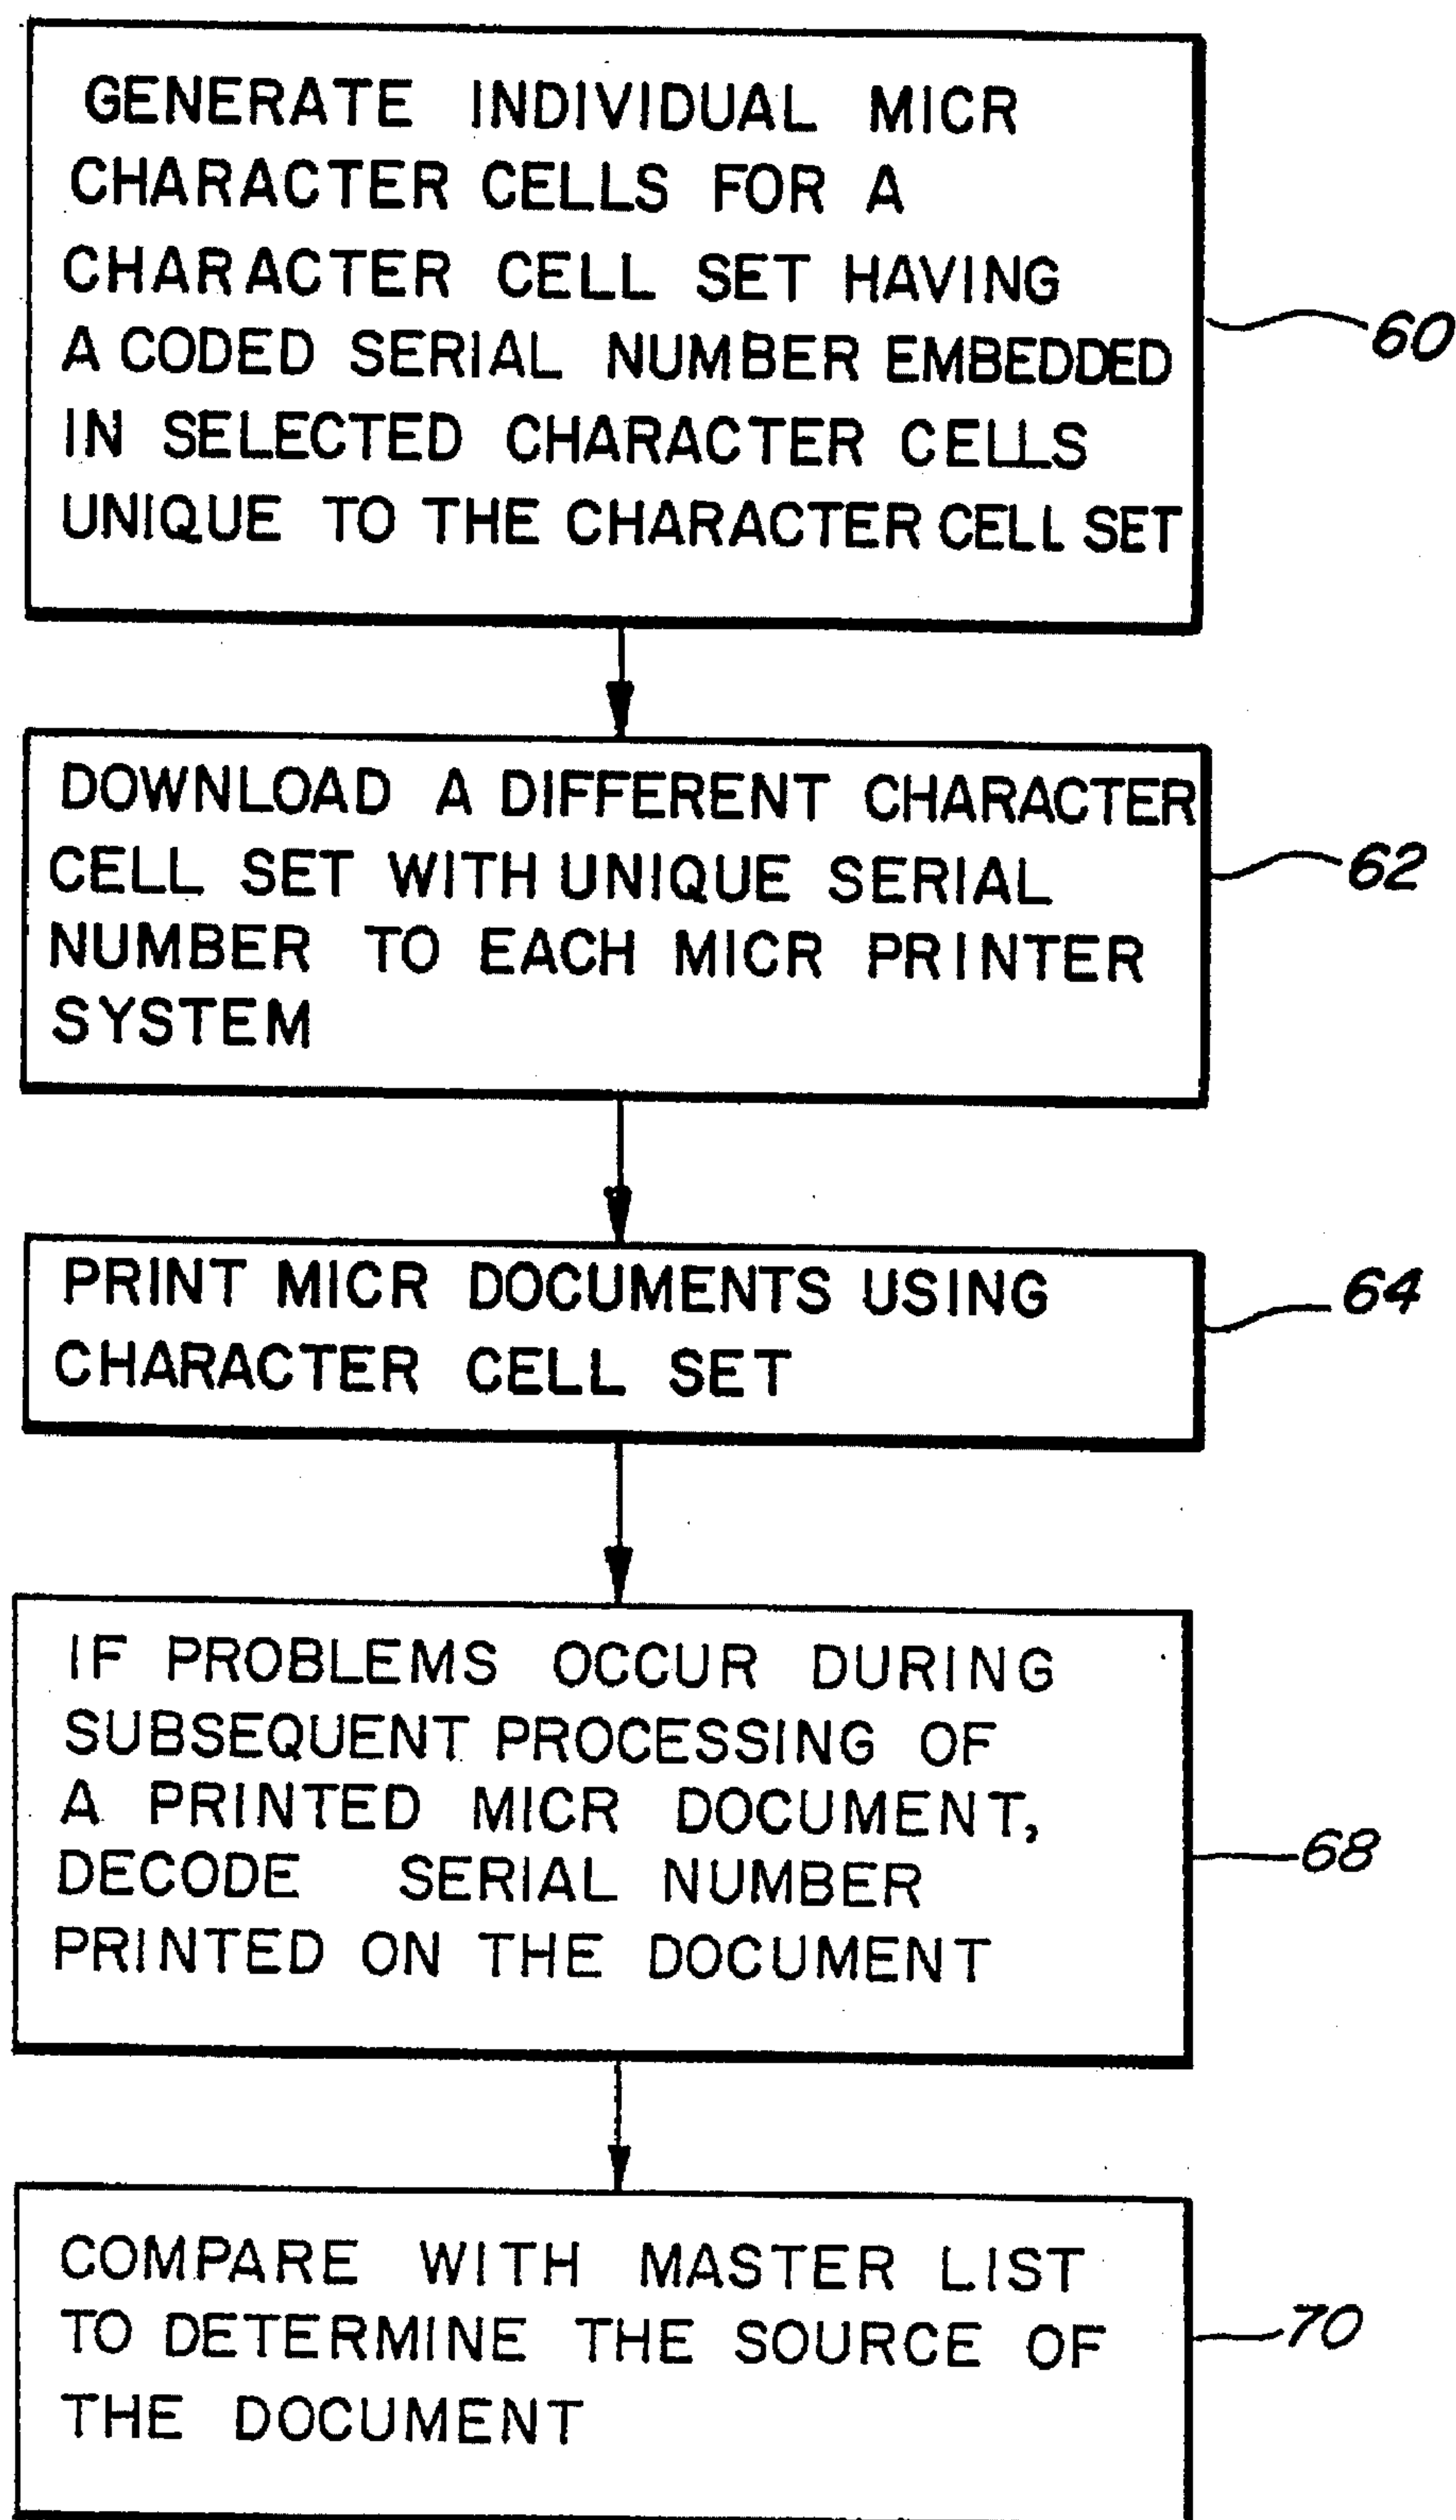 GENERATE INDIVIDUAL MICR
CHARACTER CELLS FOR A
CHARACTER CELL SET HAVING
A CODED SERIAL NUMBER EMBEDDED
IN SELECTED CHARACTER CELLS
UNIQUE TO THE CHARACTER CELL SET
60
DOWNLOAD A DIFFERENT CHARACTER
CELL SET WITH UNIQUE SERIAL
NUMBER TO EACH MICR PRINTER
SYSTEM
62
PRINT MICR DOCUMENTS USING
CHARACTER CELL SET
64
IF PROBLEMS OCCUR DURING
SUBSEQUENT PROCESSING OF
A PRINTED MICR DOCUMENT,
DECODE SERIAL NUMBER
PRINTED ON THE DOCUMENT
68
COMPARE WITH MASTER LIST
TO DETERMINE THE SOURCE OF
THE DOCUMENT
70